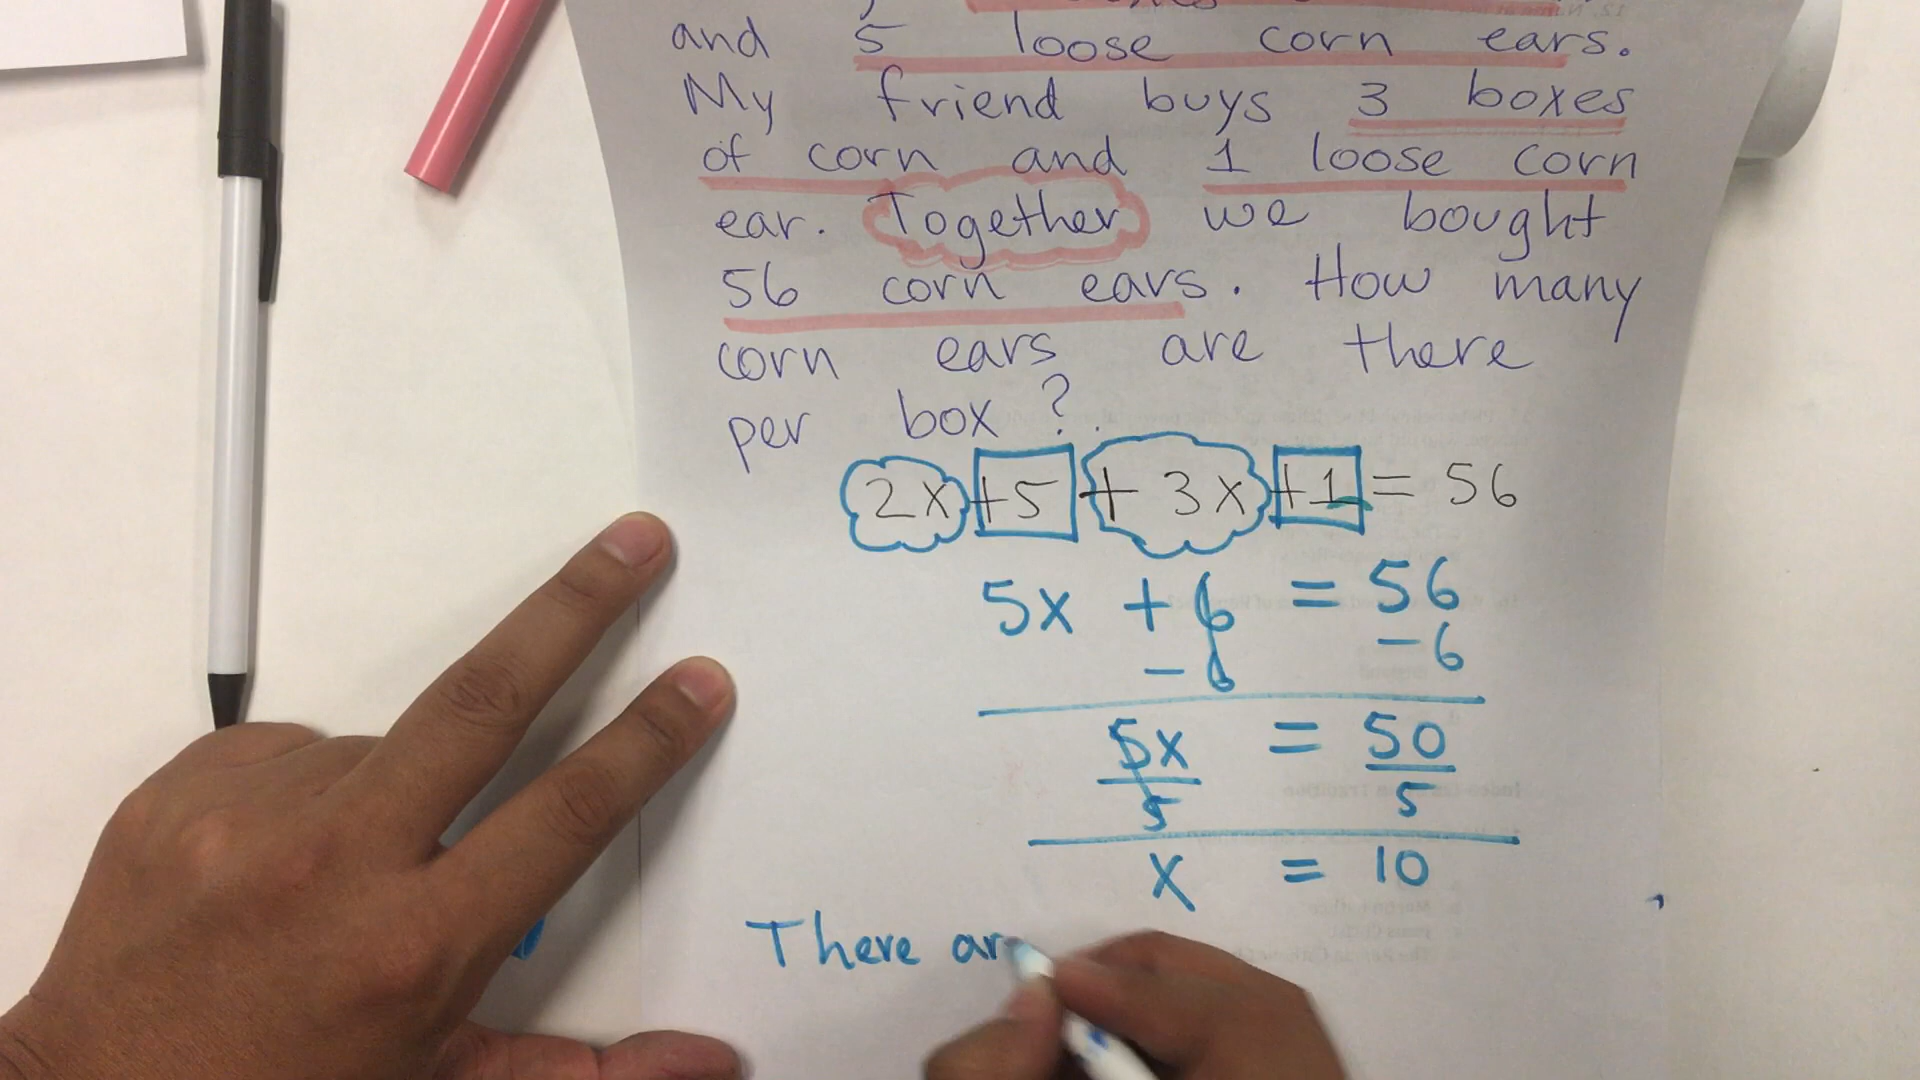 and 5 loose corn ears.
My friend buys 3 boxes
of corn and 1 loose corn
ear. Together we bought
56 corn ears. How many
corn ears are there
per box?
2x +5 + 3x +1 = 56
5x + 6 = 56
- 6 - 6
5x = 50
5 5
x = 10
There ar